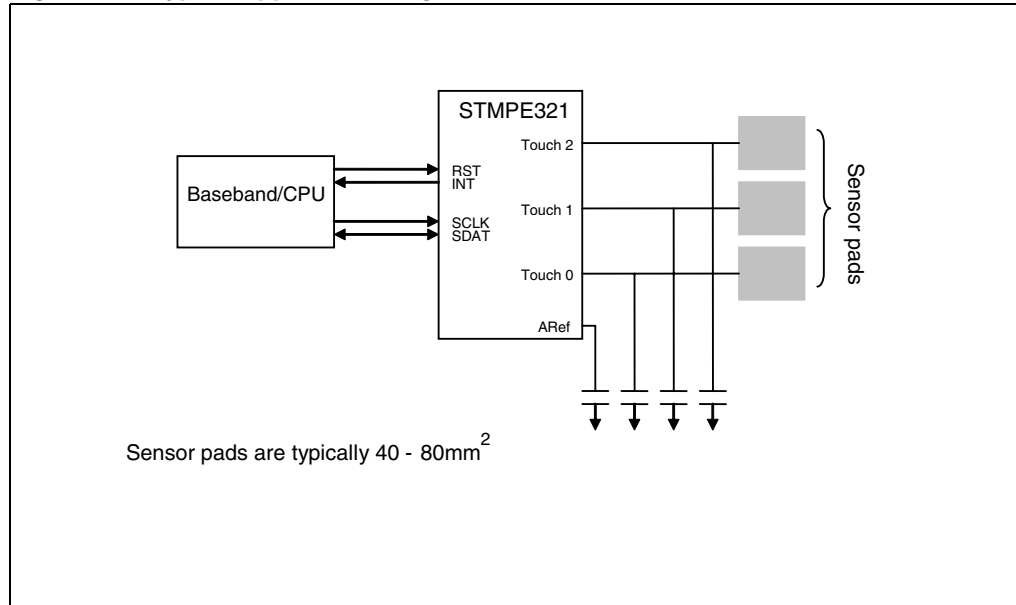 STMPE321
Touch 2
Baseband/CPU
RST
INT
Touch 1
SCLK
SDAT
Touch 0
ARef
Sensor pads
Sensor pads are typically 40 - 80mm2